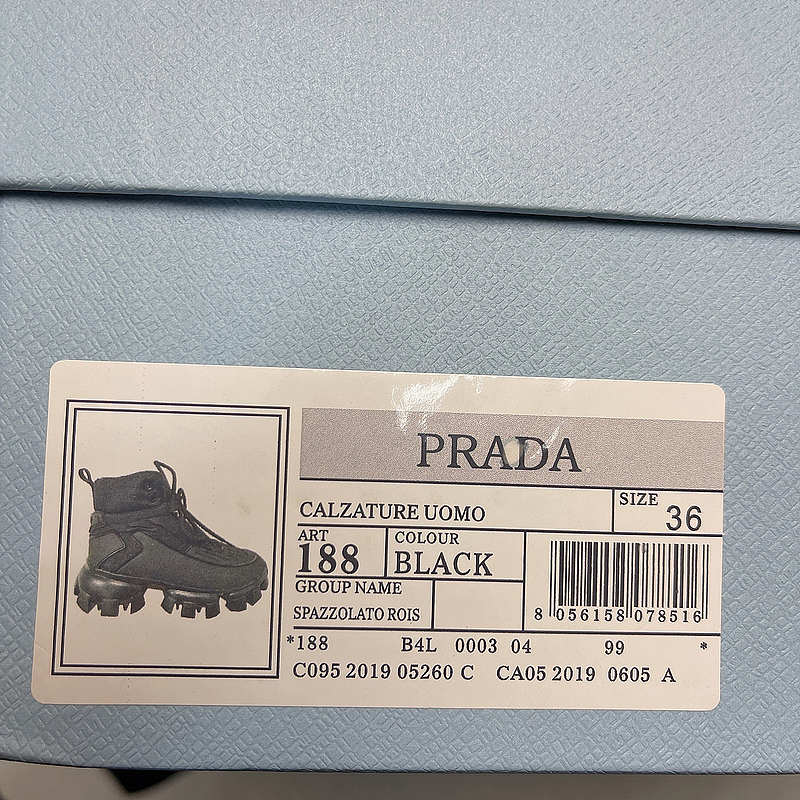 PRADA
CALZATURE UOMO
SIZE 36
ART 188
COLOUR BLACK
GROUP NAME
SPAZZOLATO ROIS
8 056158 078516
*188 B4L 0003 04 99 *
C095 2019 05260 C CA05 2019 0605 A